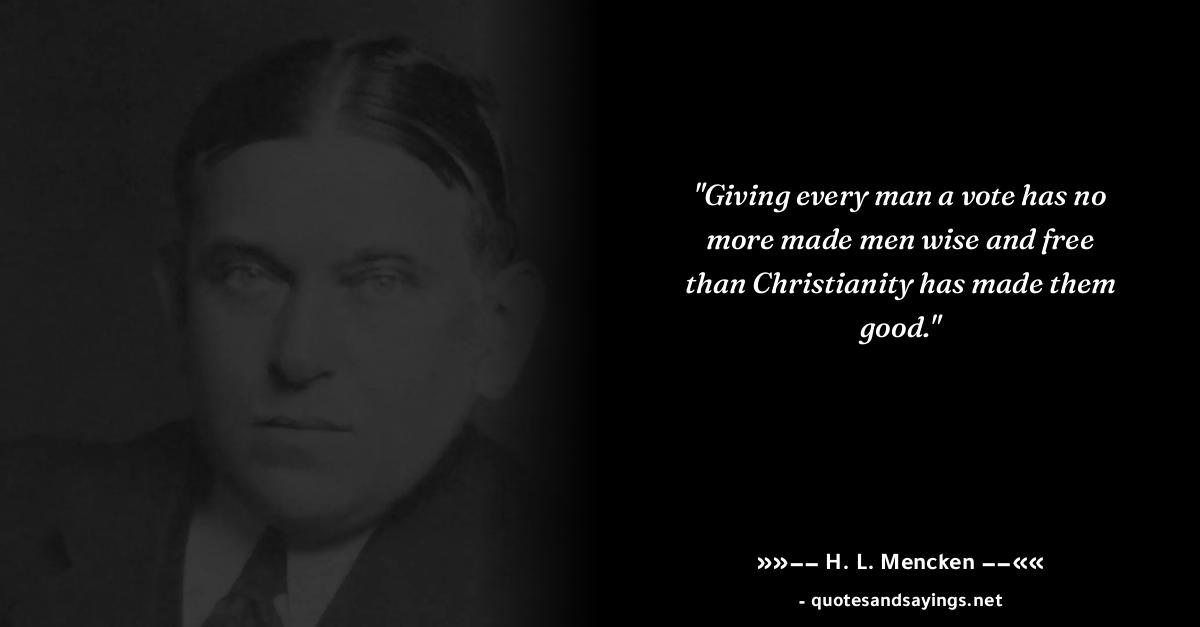 "Giving every man a vote has no
more made men wise and free
than Christianity has made them
good."
»»−− H. L. Mencken −−««
- quotesandsayings.net